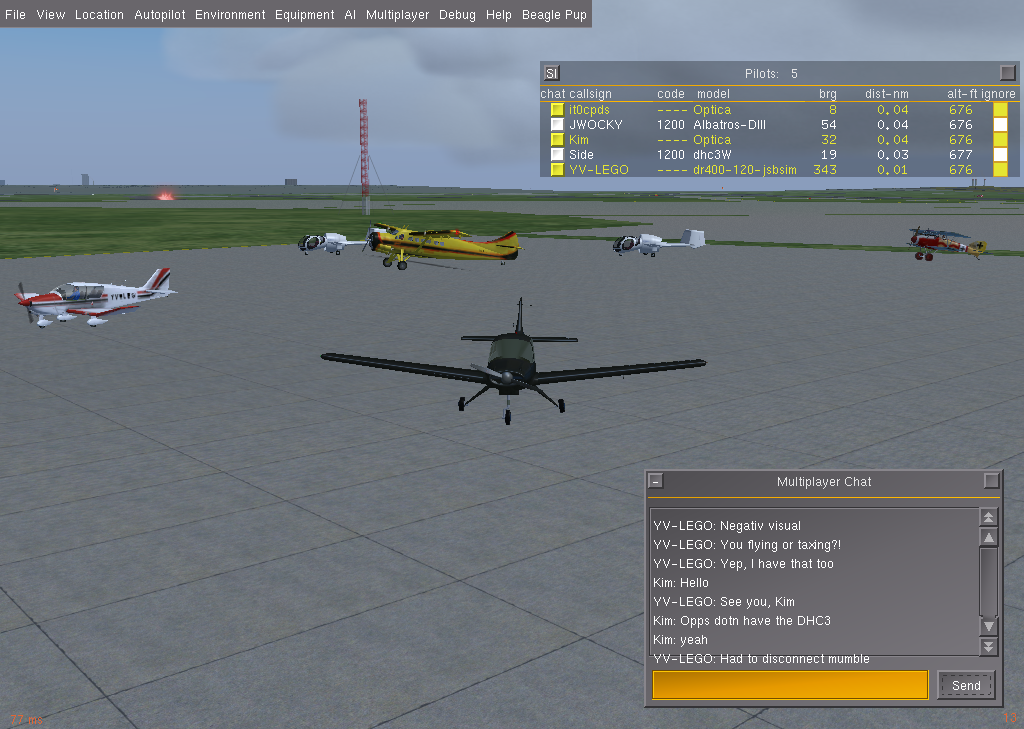 File View Location Autopilot Environment Equipment AI Multiplayer Debug Help Beagle Pup
SI Pilots: 5
chat callsign code model brg dist-nm alt-ft ignore
it0cpds ---- Optica 8 0.04 676
JWOCKY 1200 Albatros-DIII 54 0.04 676
Kim ---- Optica 32 0.04 676
Side 1200 dhc3W 19 0.03 677
YV-LEGO ---- dr400-120-jsbsim 343 0.01 676
Multiplayer Chat
YV-LEGO: Negativ visual
YV-LEGO: You flying or taxing?!
YV-LEGO: Yep, I have that too
Kim: Hello
YV-LEGO: See you, Kim
Kim: Opps dotn have the DHC3
Kim: yeah
YV-LEGO: Had to disconnect mumble
Send
77 ms